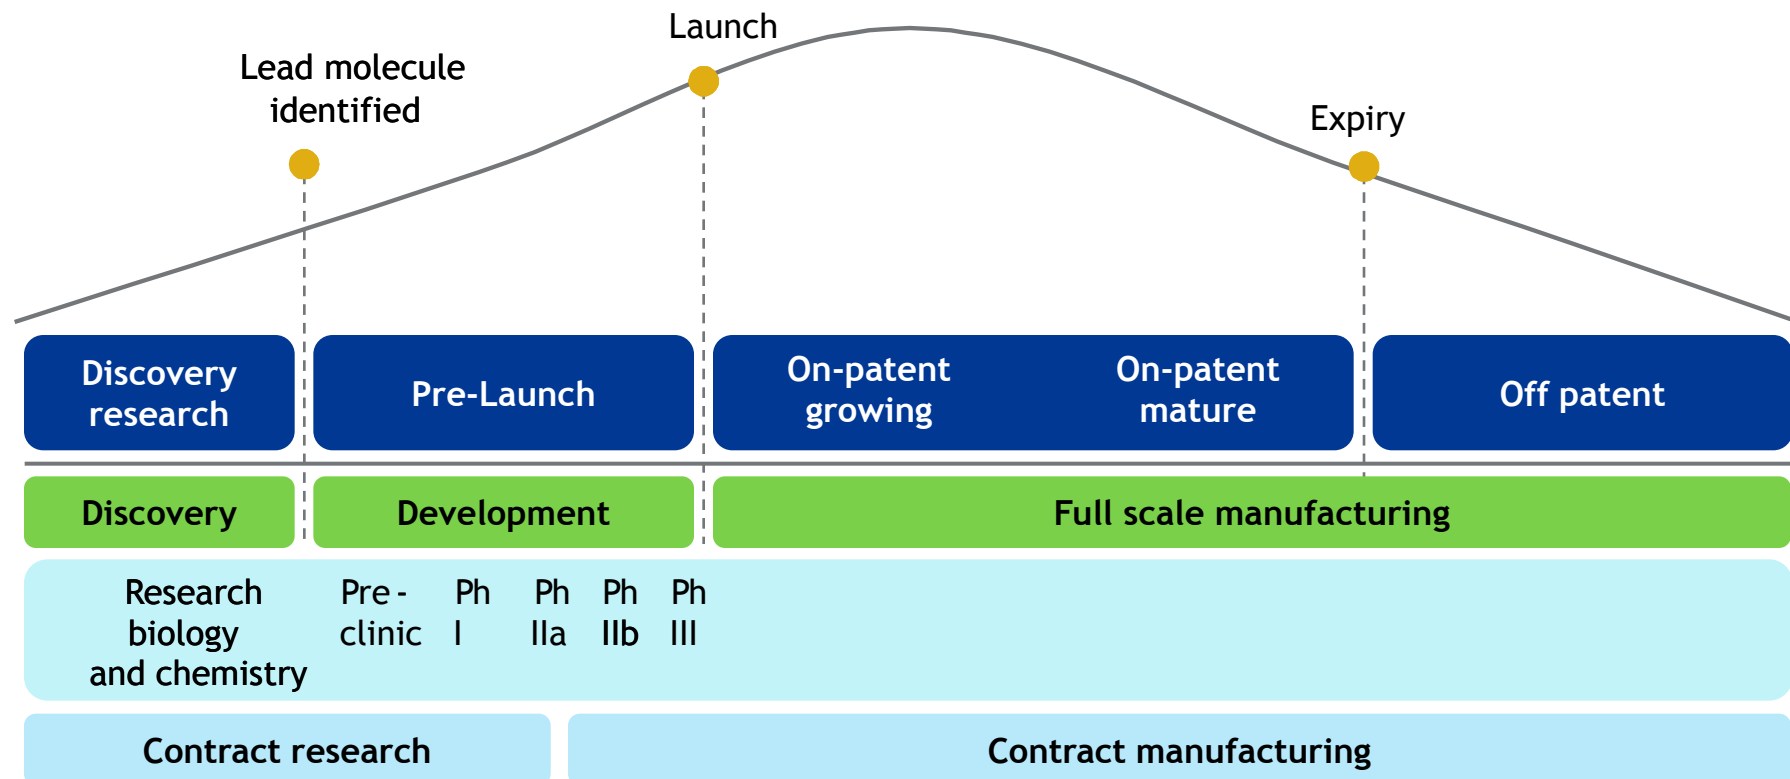 Launch
Lead molecule
identified
Expiry
Discovery
research
Pre-Launch
On-patent
growing
On-patent
mature
Off patent
Discovery
Development
Full scale manufacturing
Research
biology
and chemistry
Pre-
clinic
Ph
I
Ph
IIa
Ph
IIb
Ph
III
Contract research
Contract manufacturing